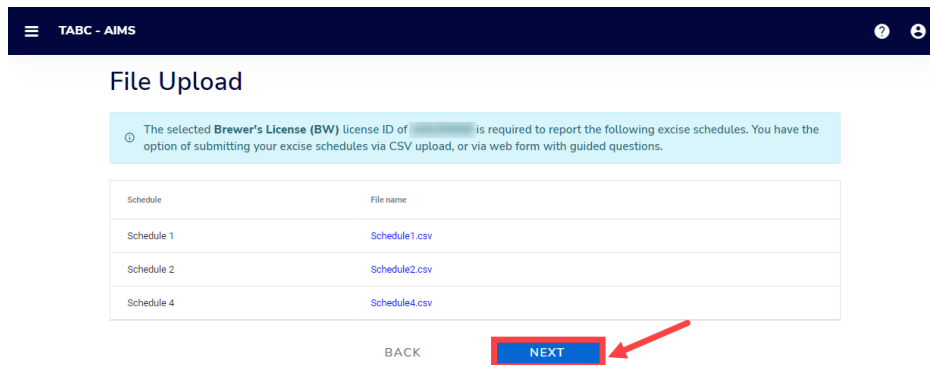 TABC - AIMS
File Upload
The selected Brewer's License (BW) license ID of is required to report the following excise schedules. You have the
option of submitting your excise schedules via CSV upload, or via web form with guided questions.
Schedule File name
Schedule 1 Schedule1.csv
Schedule 2 Schedule2.csv
Schedule 4 Schedule4.csv
BACK NEXT